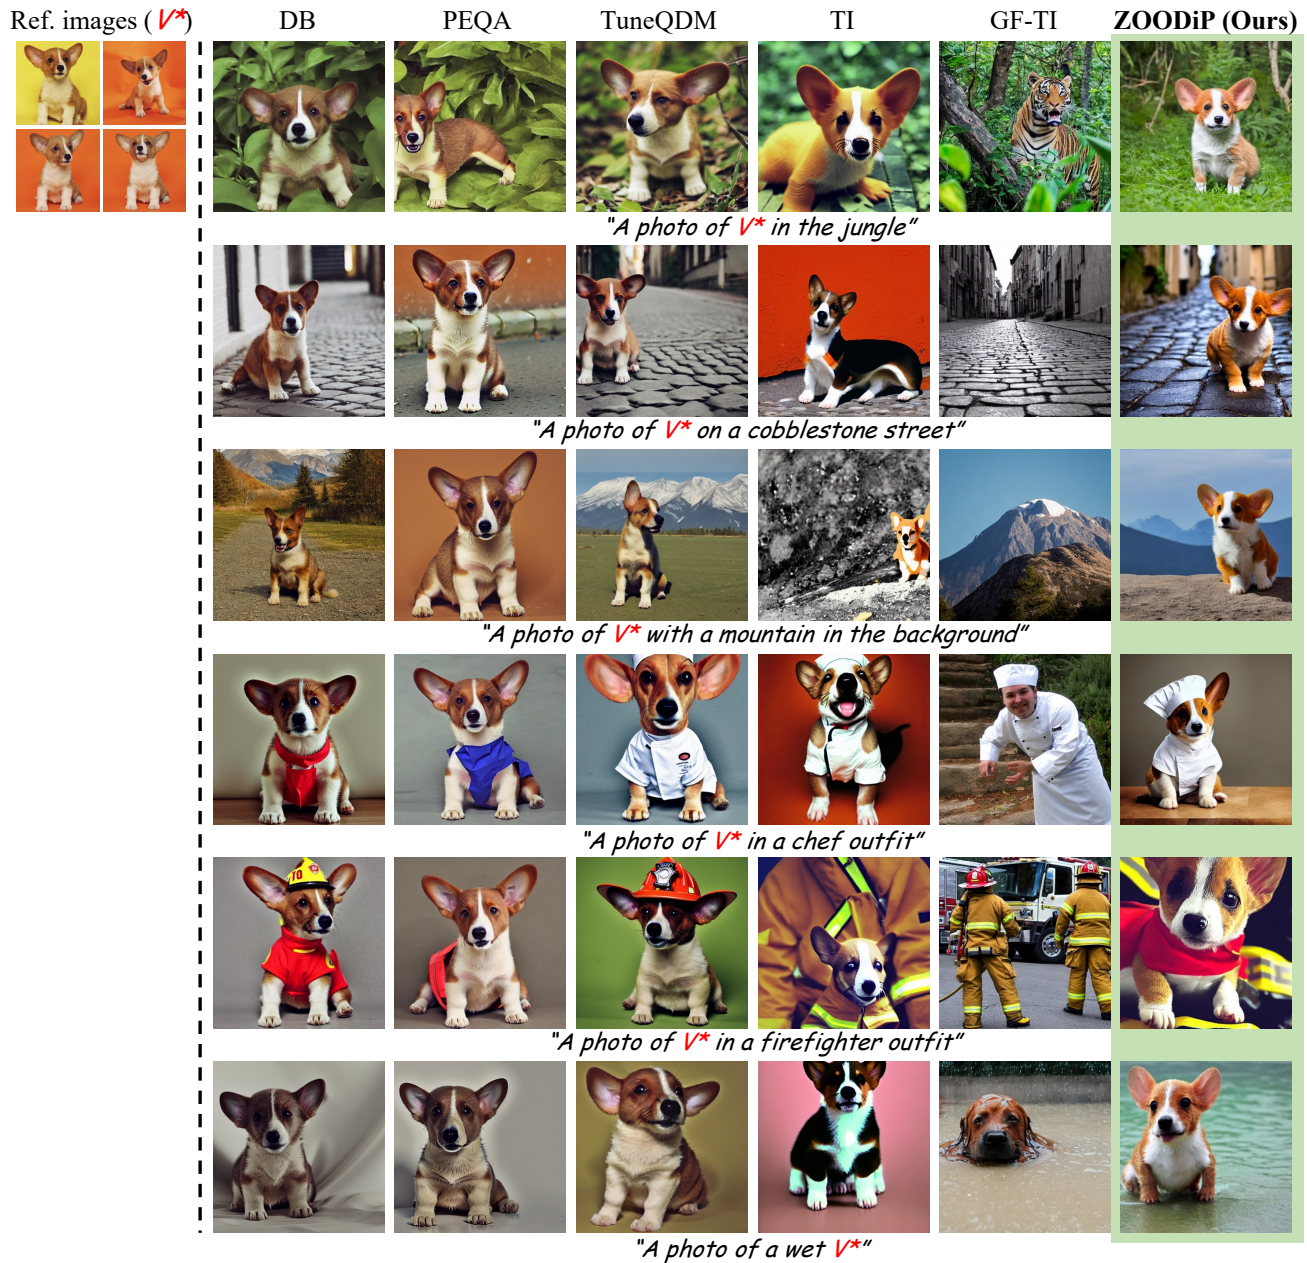 Ref. images ( V*) DB PEQA TuneQDM TI GF-TI ZOODiP (Ours)
"A photo of V* in the jungle"
"A photo of V* on a cobblestone street"
"A photo of V* with a mountain in the background"
"A photo of V* in a chef outfit"
10
"A photo of V* in a firefighter outfit"
"A photo of a wet V*"